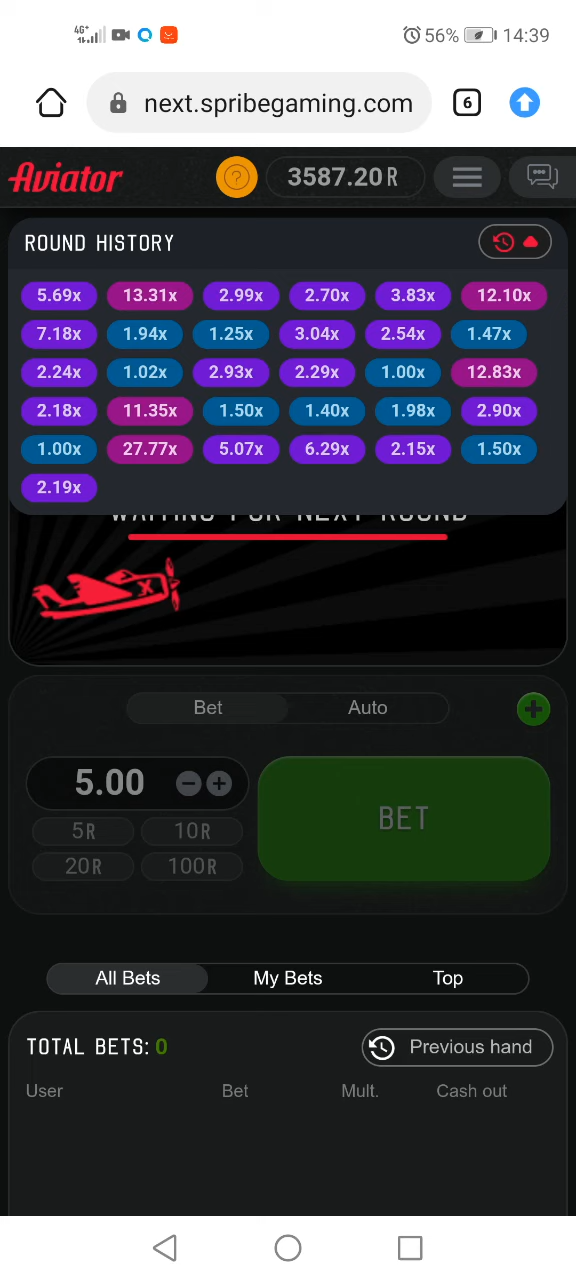 4G+ 56% 14:39
next.spribegaming.com 6
Aviator ? 3587.20 R
ROUND HISTORY
5.69x 13.31x 2.99x 2.70x 3.83x 12.10x
7.18x 1.94x 1.25x 3.04x 2.54x 1.47x
2.24x 1.02x 2.93x 2.29x 1.00x 12.83x
2.18x 11.35x 1.50x 1.40x 1.98x 2.90x
1.00x 27.77x 5.07x 6.29x 2.15x 1.50x
2.19x
WAITING FOR NEXT ROUND
X
Bet Auto
5.00
BET
5R 10R
20R 100R
All Bets My Bets Top
TOTAL BETS: 0 Previous hand
User Bet Mult. Cash out